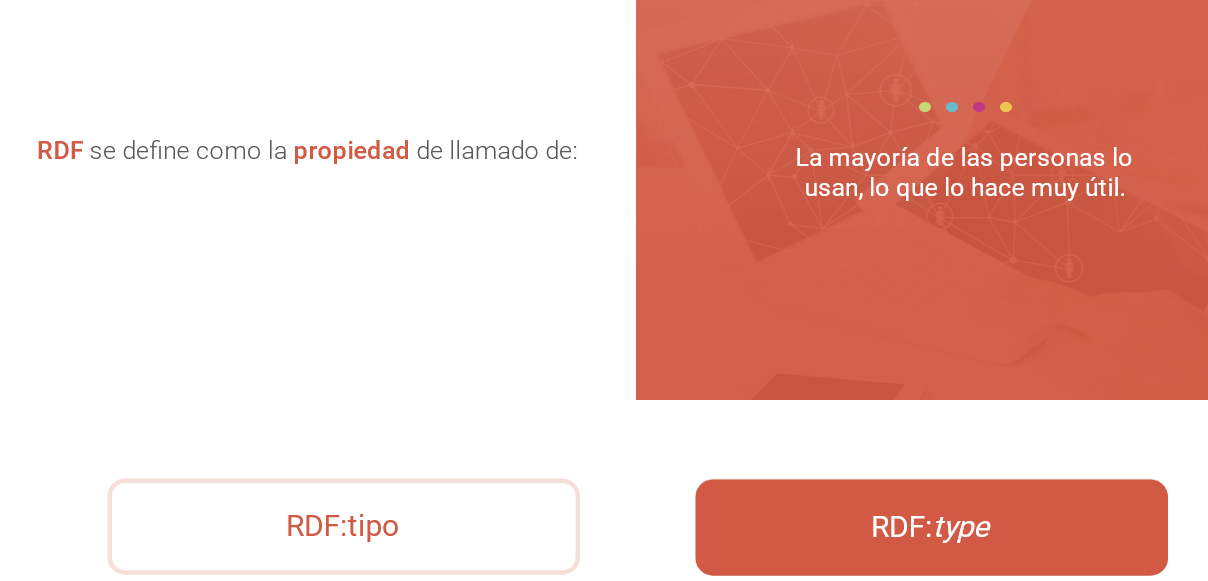 RDF se define como la propiedad de llamado de:
La mayoría de las personas lo
usan, lo que lo hace muy útil.
RDF:tipo
RDF:type